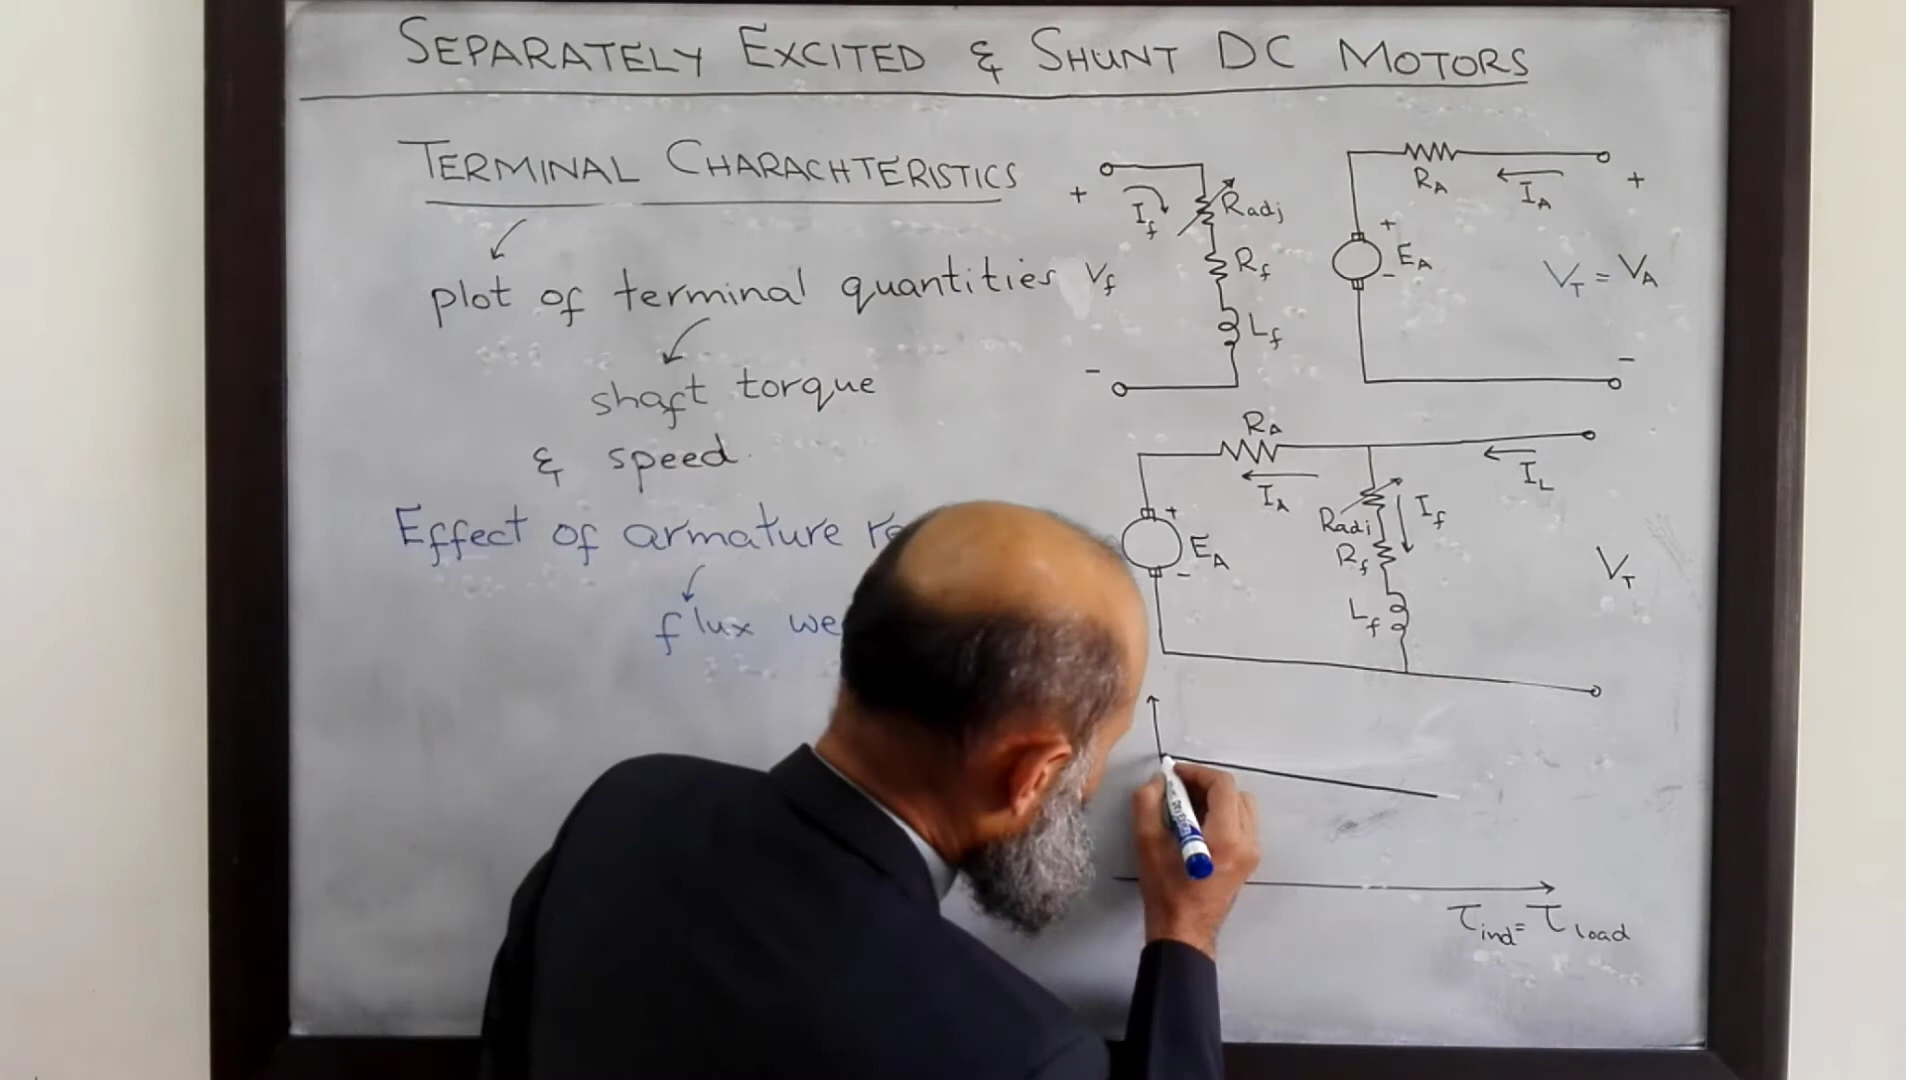 SEPARATELY EXCITED & SHUNT DC MOTORS
TERMINAL CHARACHTERISTICS
plot of terminal quantities
shaft torque
& speed.
Effect of armature
flux
+
If
Radj
Rf
Vf
Lf
-
RA
IA
+
+
EA
-
VT = VA
-
RA
IA
IL
+
EA
-
Radj
If
Rf
Lf
VT
τind = τload